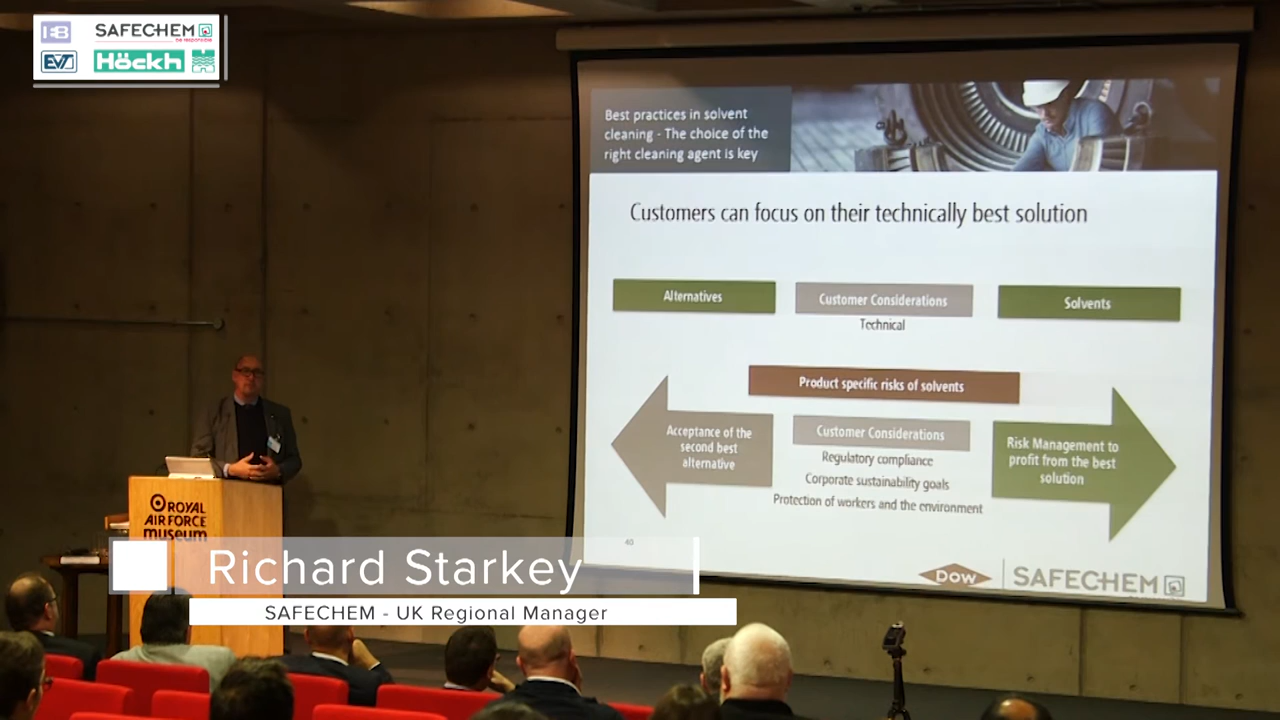 SAFECHEM
EVT
Höckh
Best practices in solvent
cleaning - The choice of the
right cleaning agent is key
Customers can focus on their technically best solution
Alternatives
Customer Considerations
Solvents
Technical
Product specific risks of solvents
Acceptance of the
second best
alternative
Customer Considerations
Regulatory compliance
Corporate sustainability goals
Protection of workers and the environment
Risk Management to
profit from the best
solution
40
DOW
SAFECHEM
ROYAL
AIR FORCE
museum
Richard Starkey
SAFECHEM - UK Regional Manager